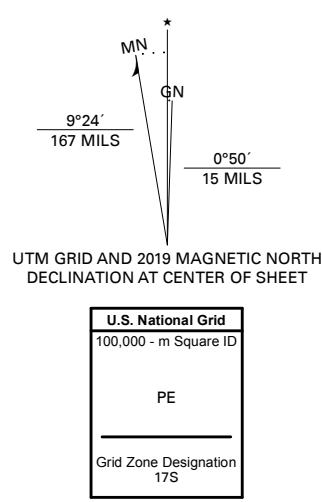 MN
GN
9°24´
167 MILS
0°50´
15 MILS
UTM GRID AND 2019 MAGNETIC NORTH
DECLINATION AT CENTER OF SHEET
U.S. National Grid
100,000 - m Square ID
PE
Grid Zone Designation
17S